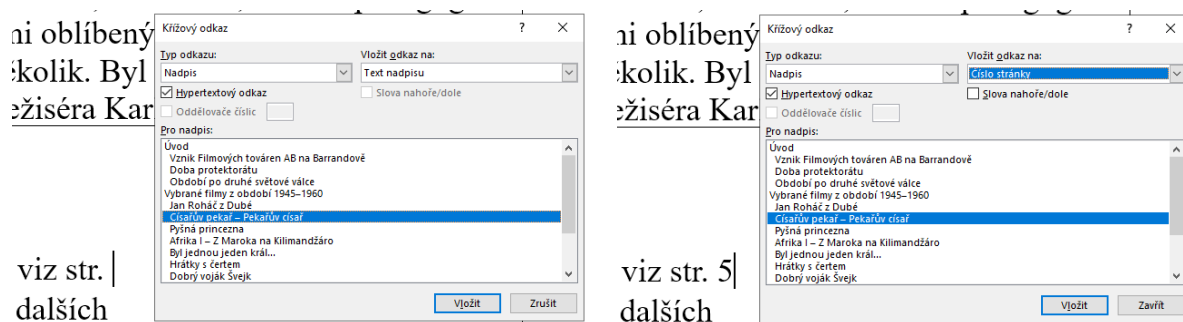 ni oblíbený
ěkolik. Byl
ežiséra Kar
viz str.
dalších
Křížový odkaz ? ×
Typ odkazu: Vložit odkaz na:
Nadpis Text nadpisu
Hypertextový odkaz Slova nahoře/dole
Oddělovače číslic
Pro nadpis:
Úvod
Vznik Filmových továren AB na Barrandově
Doba protektorátu
Období po druhé světové válce
Vybrané filmy z období 1945–1960
Jan Roháč z Dubé
Císařův pekař – Pekařův císař
Pyšná princezna
Afrika I – Z Maroka na Kilimandžáro
Byl jednou jeden král...
Hrátky s čertem
Dobrý voják Švejk
Vložit Zrušit
ni oblíbený
ěkolik. Byl
ežiséra Kar
viz str. 5
dalších
Křížový odkaz ? ×
Typ odkazu: Vložit odkaz na:
Nadpis Číslo stránky
Hypertextový odkaz Slova nahoře/dole
Oddělovače číslic
Pro nadpis:
Úvod
Vznik Filmových továren AB na Barrandově
Doba protektorátu
Období po druhé světové válce
Vybrané filmy z období 1945–1960
Jan Roháč z Dubé
Císařův pekař – Pekařův císař
Pyšná princezna
Afrika I – Z Maroka na Kilimandžáro
Byl jednou jeden král...
Hrátky s čertem
Dobrý voják Švejk
Vložit Zavřít